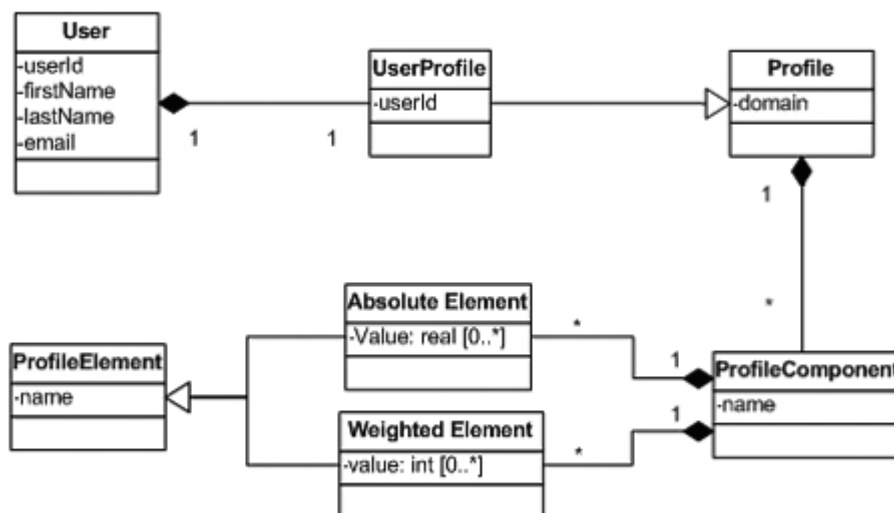 User
-userId
-firstName
-lastName
-email
1
1
UserProfile
-userId
Profile
-domain
1
*
Absolute Element
-Value: real [0..*]
*
1
ProfileElement
-name
ProfileComponent
-name
1
Weighted Element
-value: int [0..*]
*